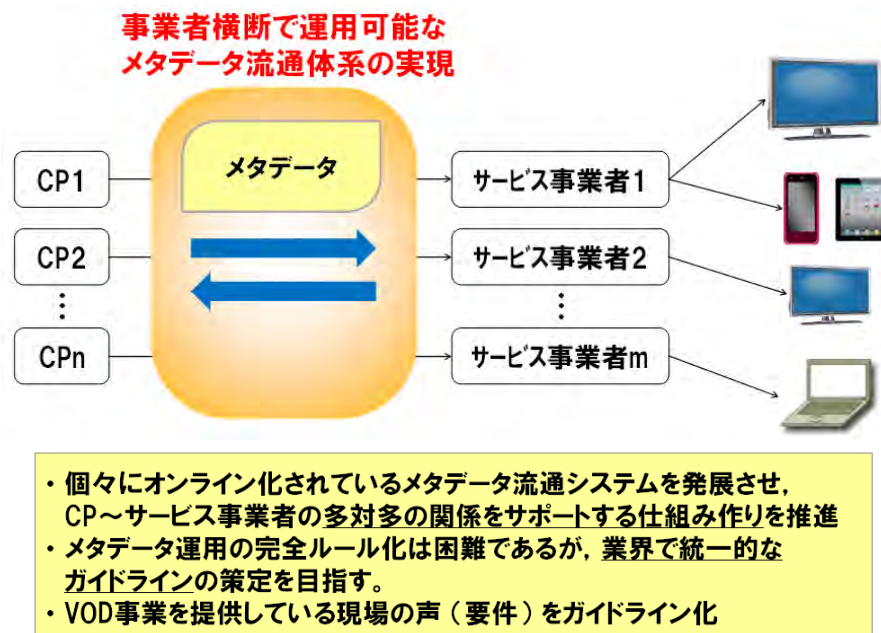 事業者横断で運用可能な
メタデータ流通体系の実現
メタデータ
CP1
サービス事業者1
CP2
サービス事業者2
⋮
⋮
CPn
サービス事業者m
・個々にオンライン化されているメタデータ流通システムを発展させ,
CP～サービス事業者の多対多の関係をサポートする仕組み作りを推進
・メタデータ運用の完全ルール化は困難であるが, 業界で統一的な
ガイドラインの策定を目指す。
・VOD事業を提供している現場の声（要件）をガイドライン化